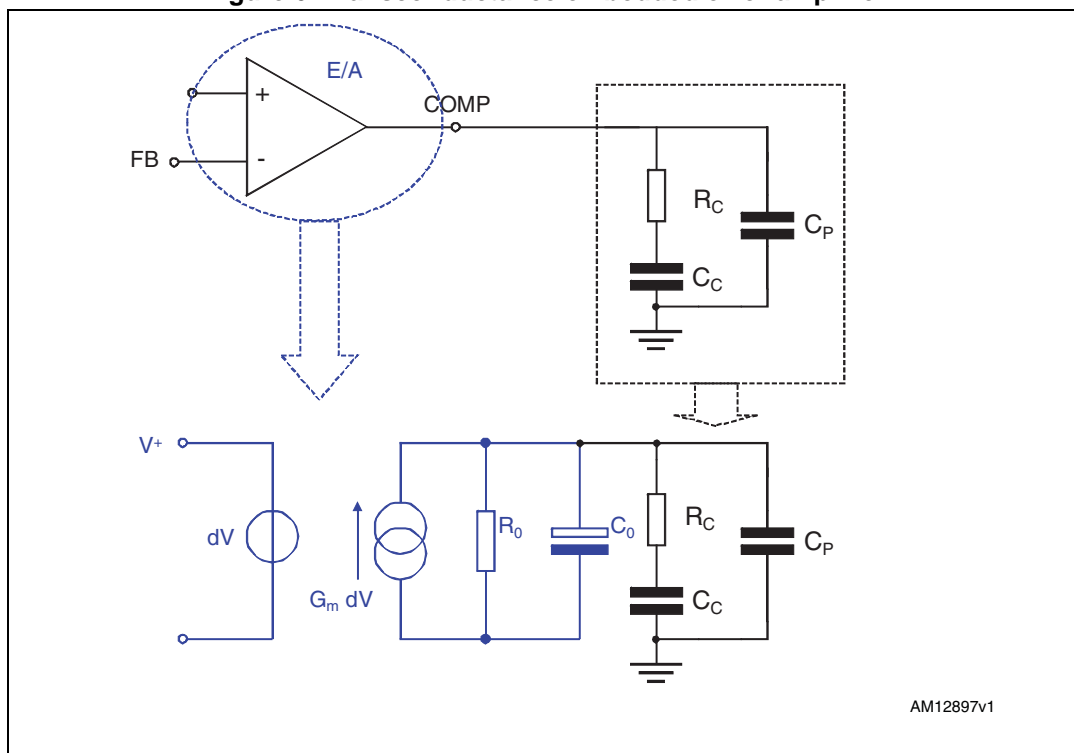 E/A
+
COMP
FB
-
R_C
C_P
C_C
V+
dV
G_m dV
R_0
C_0
R_C
C_P
C_C
AM12897v1